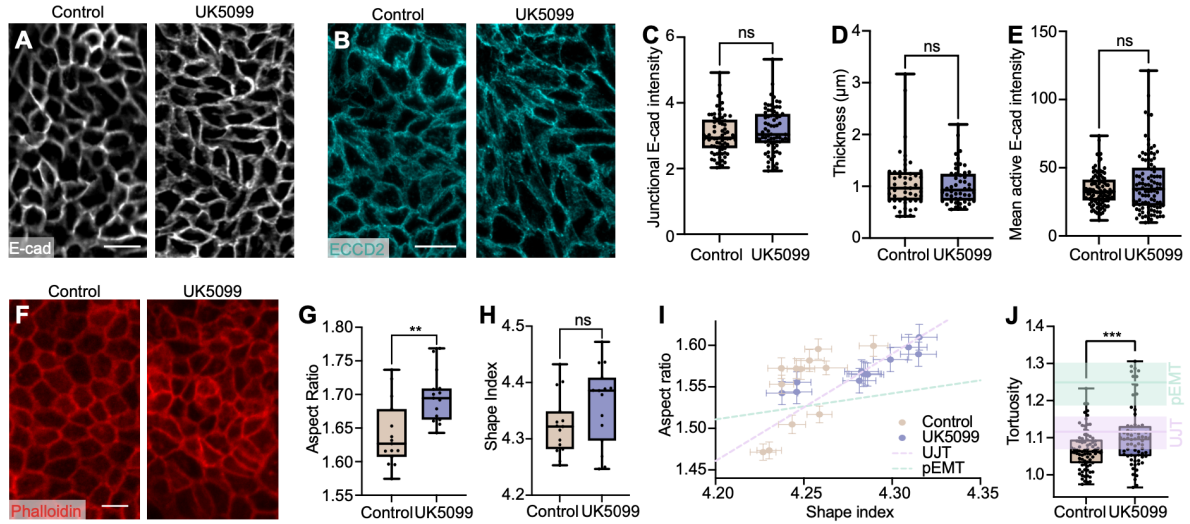 Control
UK5099
A
E-cad
Control
UK5099
B
ECCD2
C
ns
Junctional E-cad intensity
6
4
2
0
Control UK5099
D
ns
Thickness (µm)
4
3
2
1
0
Control UK5099
E
ns
Mean active E-cad intensity
150
100
50
0
Control UK5099
Control
UK5099
F
Phalloidin
G
**
Aspect Ratio
1.80
1.75
1.70
1.65
1.60
1.55
Control UK5099
H
ns
Shape Index
4.5
4.4
4.3
4.2
Control UK5099
I
Aspect ratio
1.60
1.55
1.50
1.45
4.20
4.25
4.30
4.35
Shape index
Control
UK5099
UJT
pEMT
J
***
Tortuosity
1.4
1.3
1.2
1.1
1.0
Control UK5099
pEMT
UJT